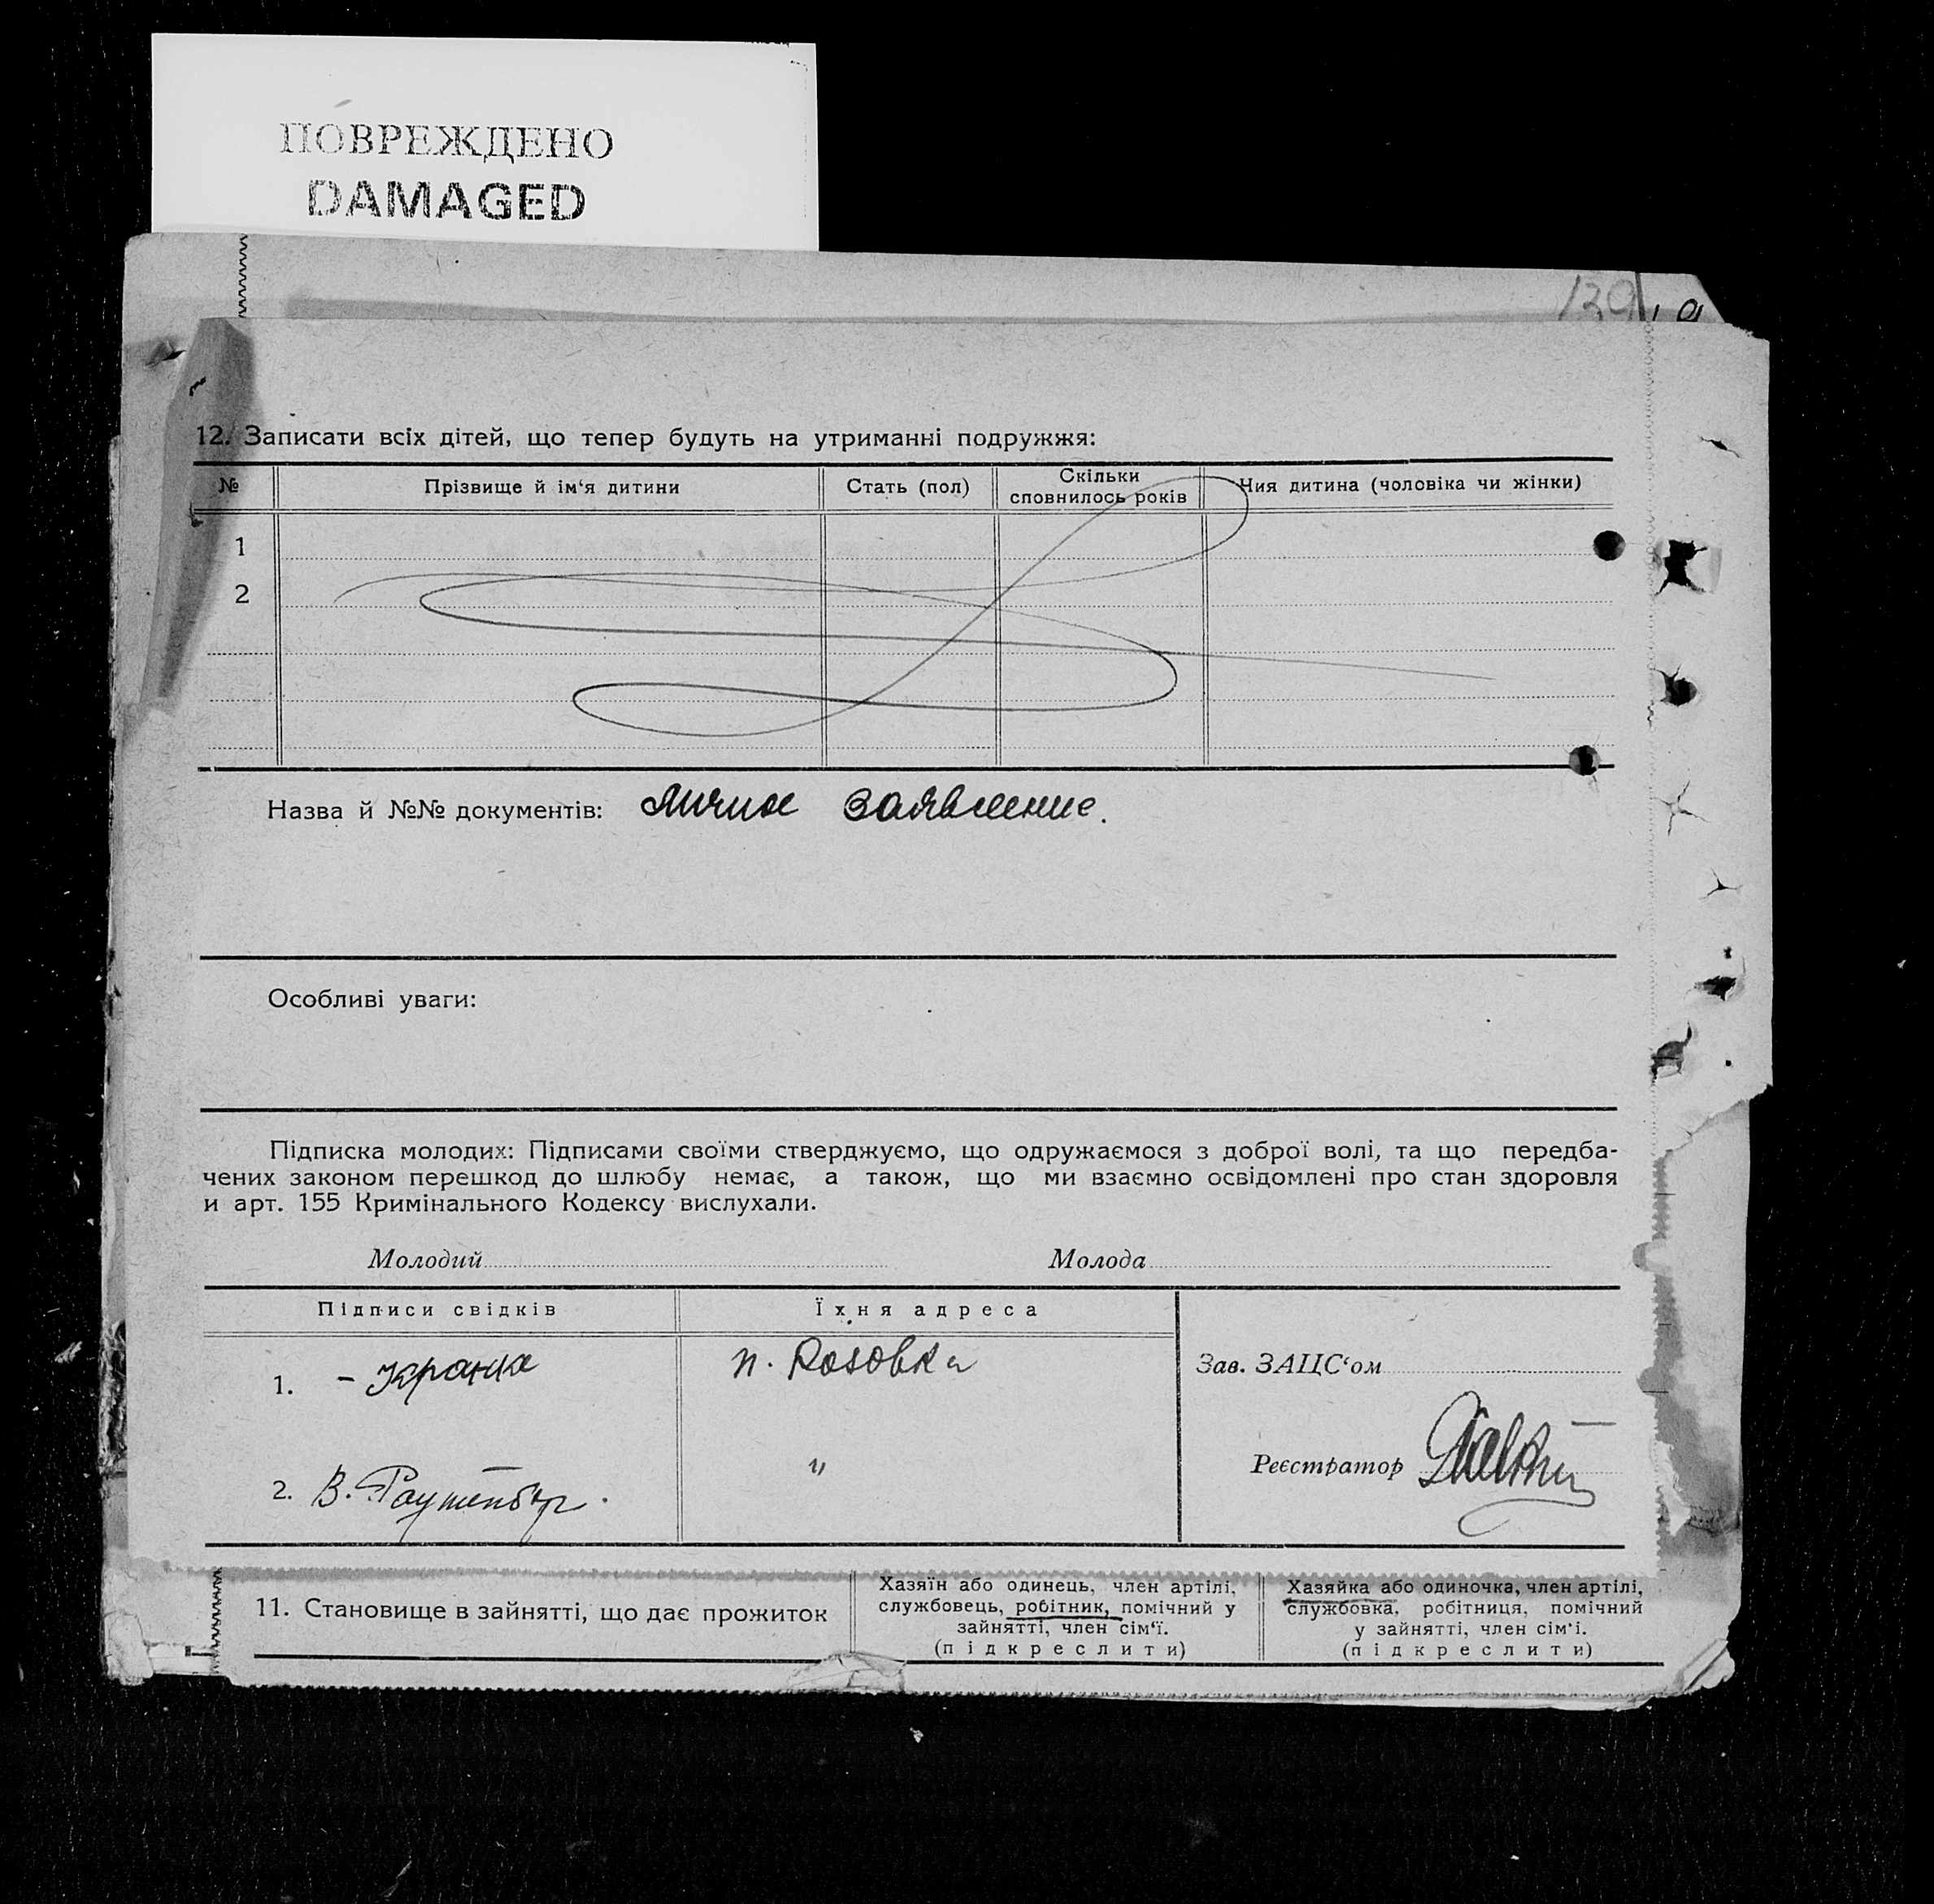 ПОВРЕЖДЕНО
DAMAGED
139
12. Записати всіх дітей, що тепер будуть на утриманні подружжя:
№ Прізвище й ім'я дитини Стать (пол) Скільки сповнилось років Чия дитина (чоловіка чи жінки)
1
2
Назва й №№ документів: заявление.
Особливі уваги:
Підписка молодих: Підписами своїми стверджуємо, що одружаємося з доброї волі, та що передба-
чених законом перешкод до шлюбу немає, а також, що ми взаємно освідомлені про стан здоровля
и арт. 155 Кримінального Кодексу вислухали.
Молодий Молода
Підписи свідків Їхня адреса
1. п. Розовка Зав. ЗАЦС'ом
2. В. Раутенбург. " Реєстратор
11. Становище в зайнятті, що дає прожиток
Хазяїн або одинець, член артілі,
службовець, робітник, помічний у
зайнятті, член сім'ї.
(підкреслити)
Хазяйка або одиночка, член артілі,
службовка, робітниця, помічний
у зайнятті, член сім'ї.
(підкреслити)